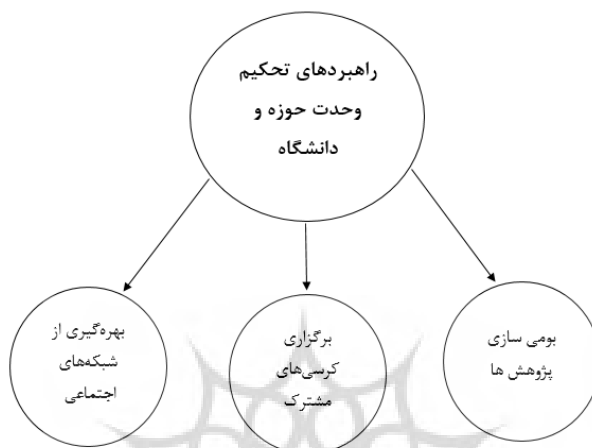 راهبردهای تحکیم
وحدت حوزه و
دانشگاه
بومی سازی
پژوهش ها
برگزاری
کرسی‌های
مشترک
بهره‌گیری از
شبکه‌های
اجتماعی